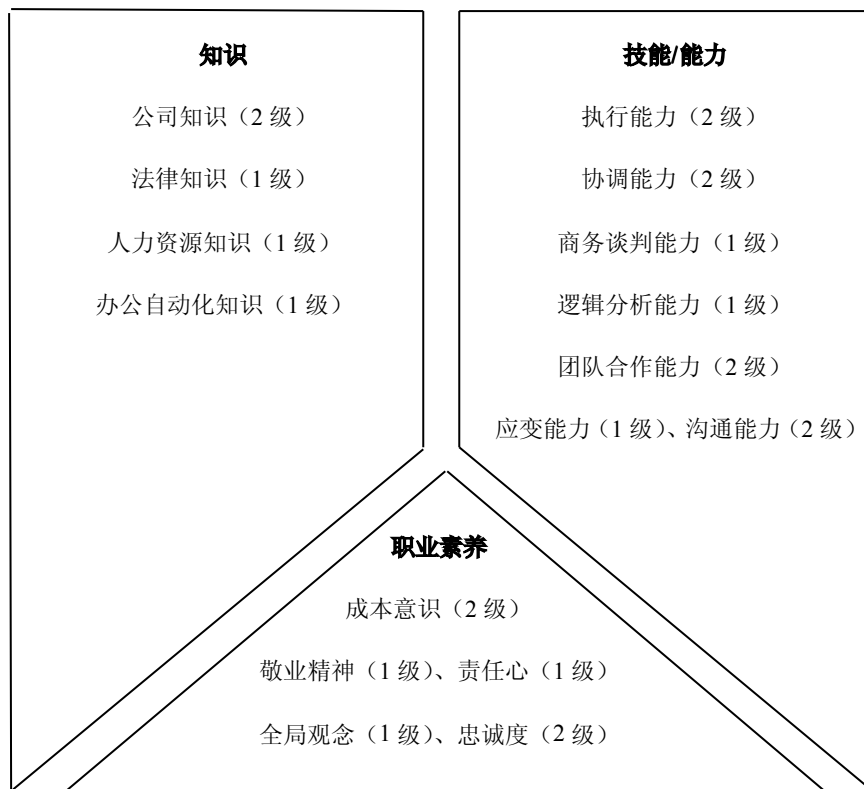 知识
公司知识（2 级）
法律知识（1 级）
人力资源知识（1 级）
办公自动化知识（1 级）
技能/能力
执行能力（2 级）
协调能力（2 级）
商务谈判能力（1 级）
逻辑分析能力（1 级）
团队合作能力（2 级）
应变能力（1 级）、沟通能力（2 级）
职业素养
成本意识（2 级）
敬业精神（1 级）、责任心（1 级）
全局观念（1 级）、忠诚度（2 级）